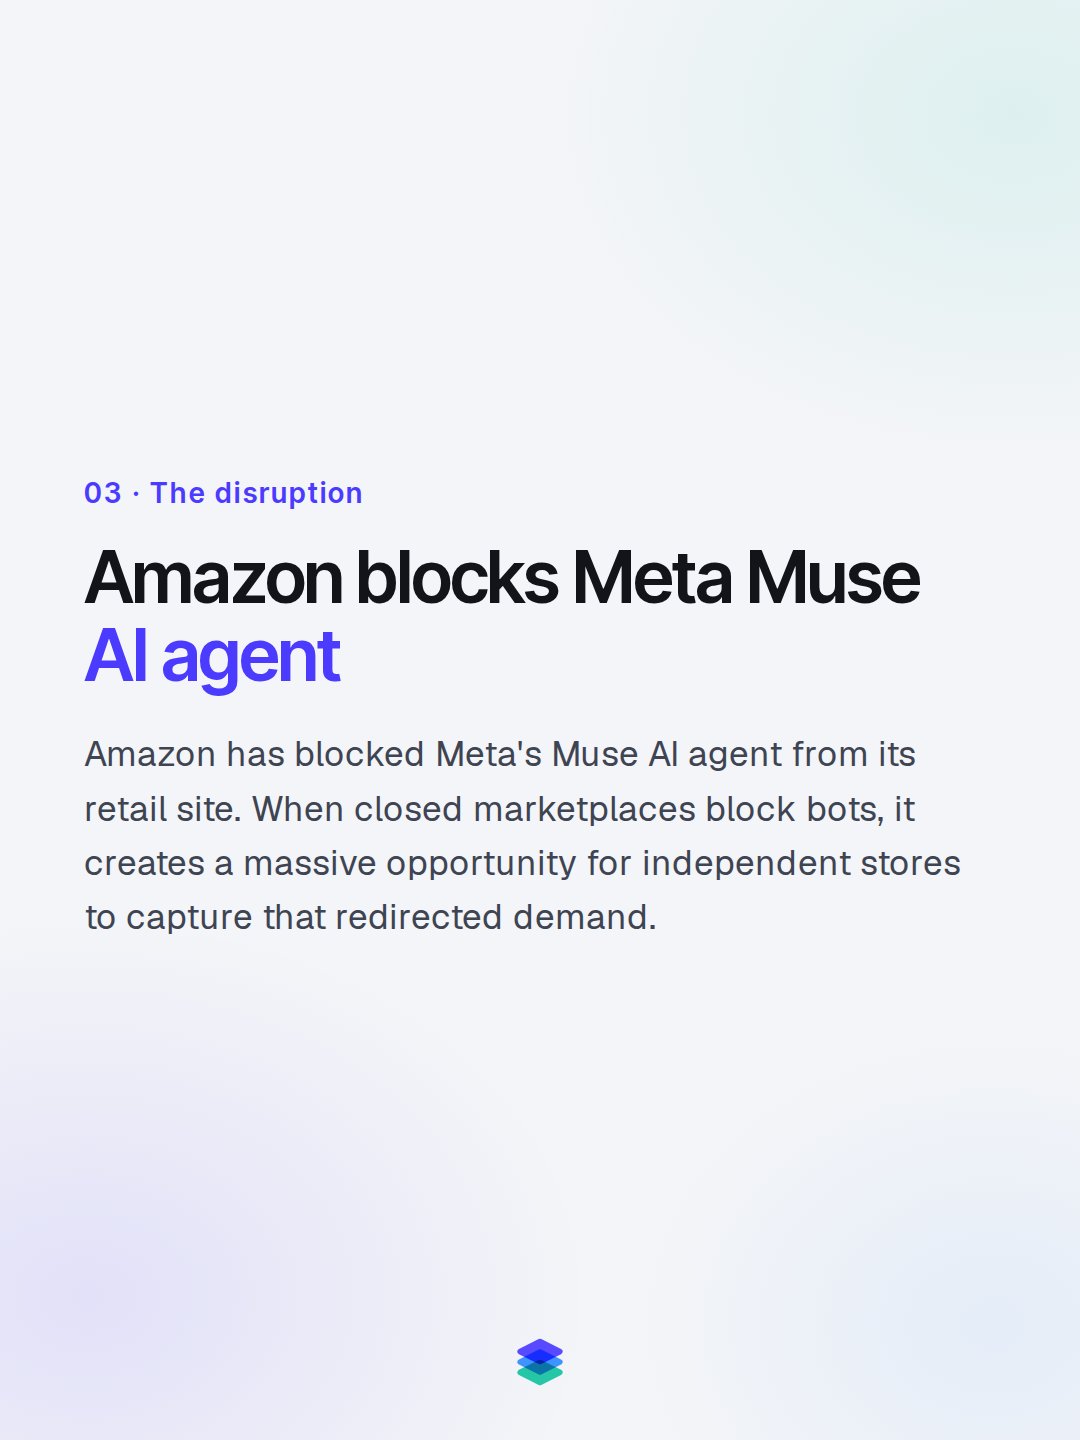 03 · The disruption
Amazon blocks Meta Muse
AI agent
Amazon has blocked Meta's Muse AI agent from its
retail site. When closed marketplaces block bots, it
creates a massive opportunity for independent stores
to capture that redirected demand.